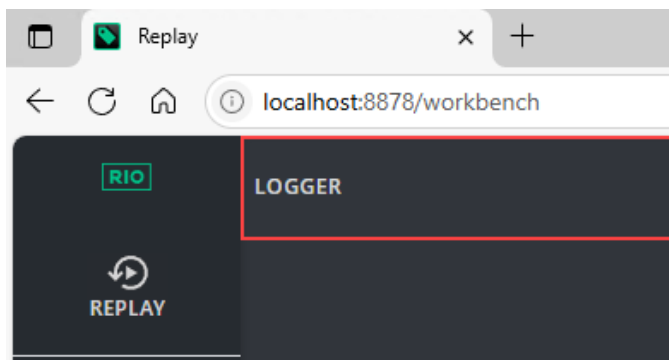 Replay
localhost:8878/workbench
RIO
LOGGER
REPLAY